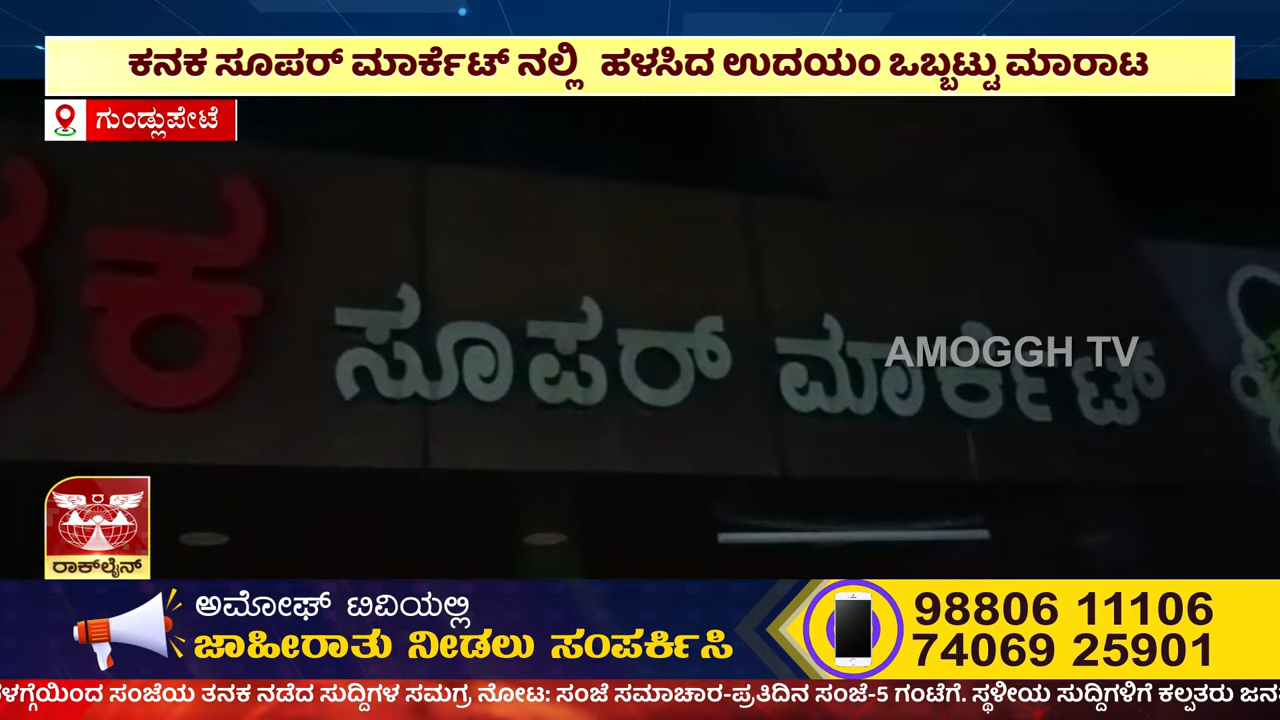 ಕನಕ ಸೂಪರ್ ಮಾರ್ಕೆಟ್ ನಲ್ಲಿ ಹಳಸಿದ ಉದಯಂ ಒಬ್ಬಟ್ಟು ಮಾರಾಟ
ಗುಂಡ್ಲುಪೇಟೆ
ಕ ಸೂಪರ್ ಮಾರ್ಕೆಟ್
AMOGGH TV
ರಾಕ್‌ಲೈನ್
ಅಮೋಘ್ ಟಿವಿಯಲ್ಲಿ
ಜಾಹೀರಾತು ನೀಡಲು ಸಂಪರ್ಕಿಸಿ
98806 11106
74069 25901
ಳಗ್ಗೆಯಿಂದ ಸಂಜೆಯ ತನಕ ನಡೆದ ಸುದ್ದಿಗಳ ಸಮಗ್ರ ನೋಟ: ಸಂಜೆ ಸಮಾಚಾರ-ಪ್ರತಿದಿನ ಸಂಜೆ-5 ಗಂಟೆಗೆ. ಸ್ಥಳೀಯ ಸುದ್ದಿಗಳಿಗೆ ಕಲ್ಪತರು